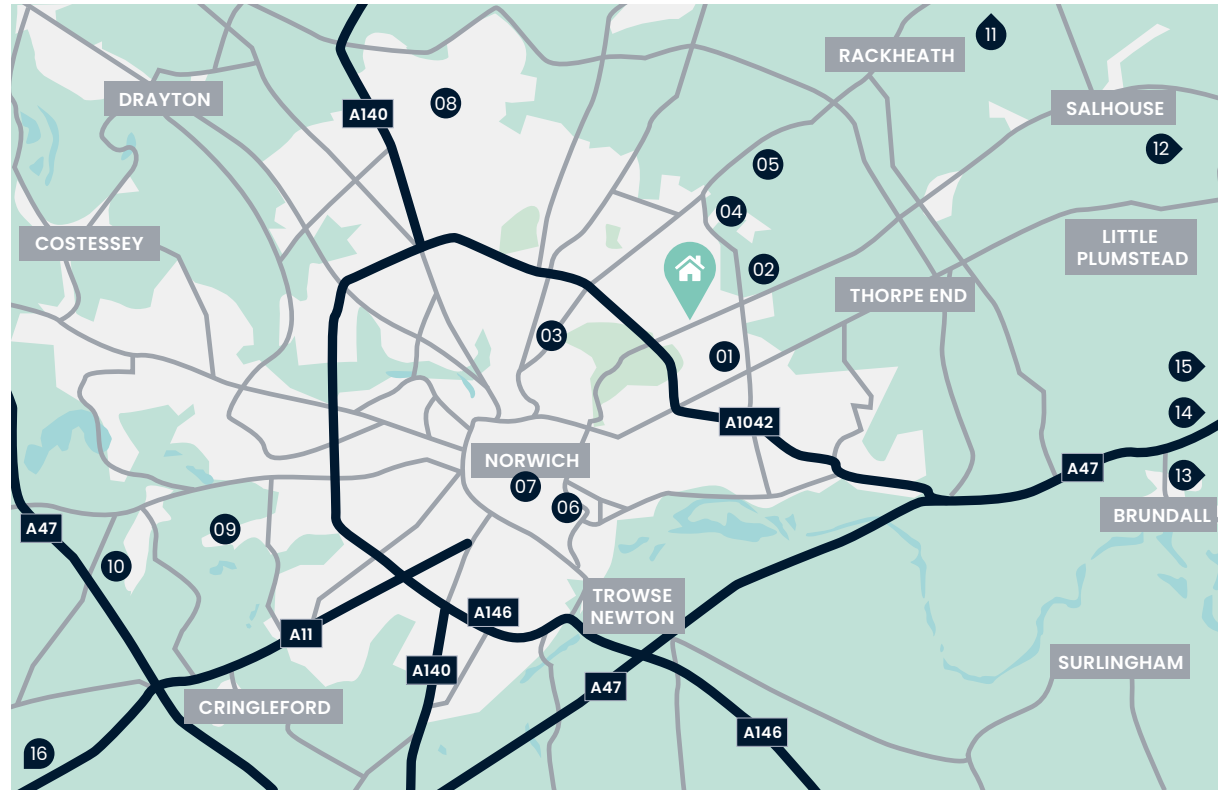 11
RACKHEATH
DRAYTON
08
SALHOUSE
A140
12
05
04
COSTESSEY
LITTLE
PLUMSTEAD
02
THORPE END
03
01
15
14
A1042
NORWICH
A47
13
07
06
BRUNDALL
A47
09
10
TROWSE
NEWTON
A146
A11
SURLINGHAM
A140
A47
CRINGLEFORD
A146
16